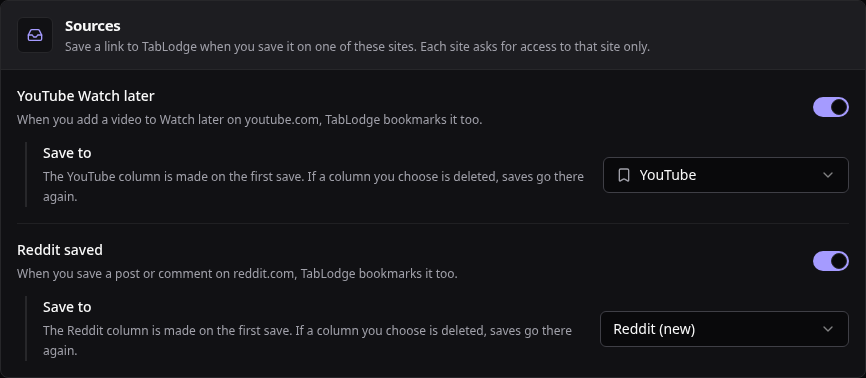 Sources
Save a link to TabLodge when you save it on one of these sites. Each site asks for access to that site only.
YouTube Watch later
When you add a video to Watch later on youtube.com, TabLodge bookmarks it too.
Save to
The YouTube column is made on the first save. If a column you choose is deleted, saves go there
again.
YouTube
Reddit saved
When you save a post or comment on reddit.com, TabLodge bookmarks it too.
Save to
The Reddit column is made on the first save. If a column you choose is deleted, saves go there
again.
Reddit (new)